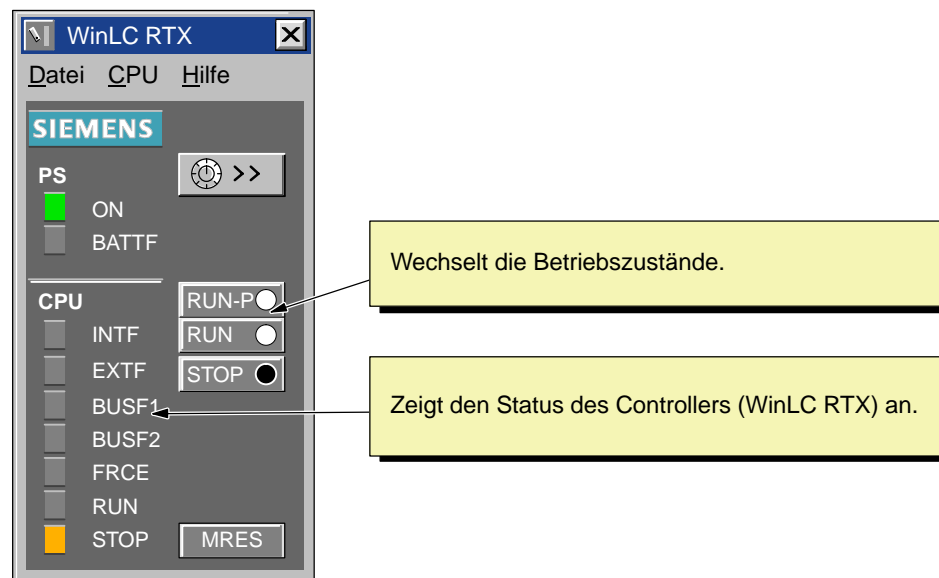 WinLC RTX
Datei CPU Hilfe
SIEMENS
PS
>>
ON
BATTF
Wechselt die Betriebszustände.
CPU
RUN-P
INTF
RUN
EXTF
STOP
BUSF1
Zeigt den Status des Controllers (WinLC RTX) an.
BUSF2
FRCE
RUN
STOP
MRES